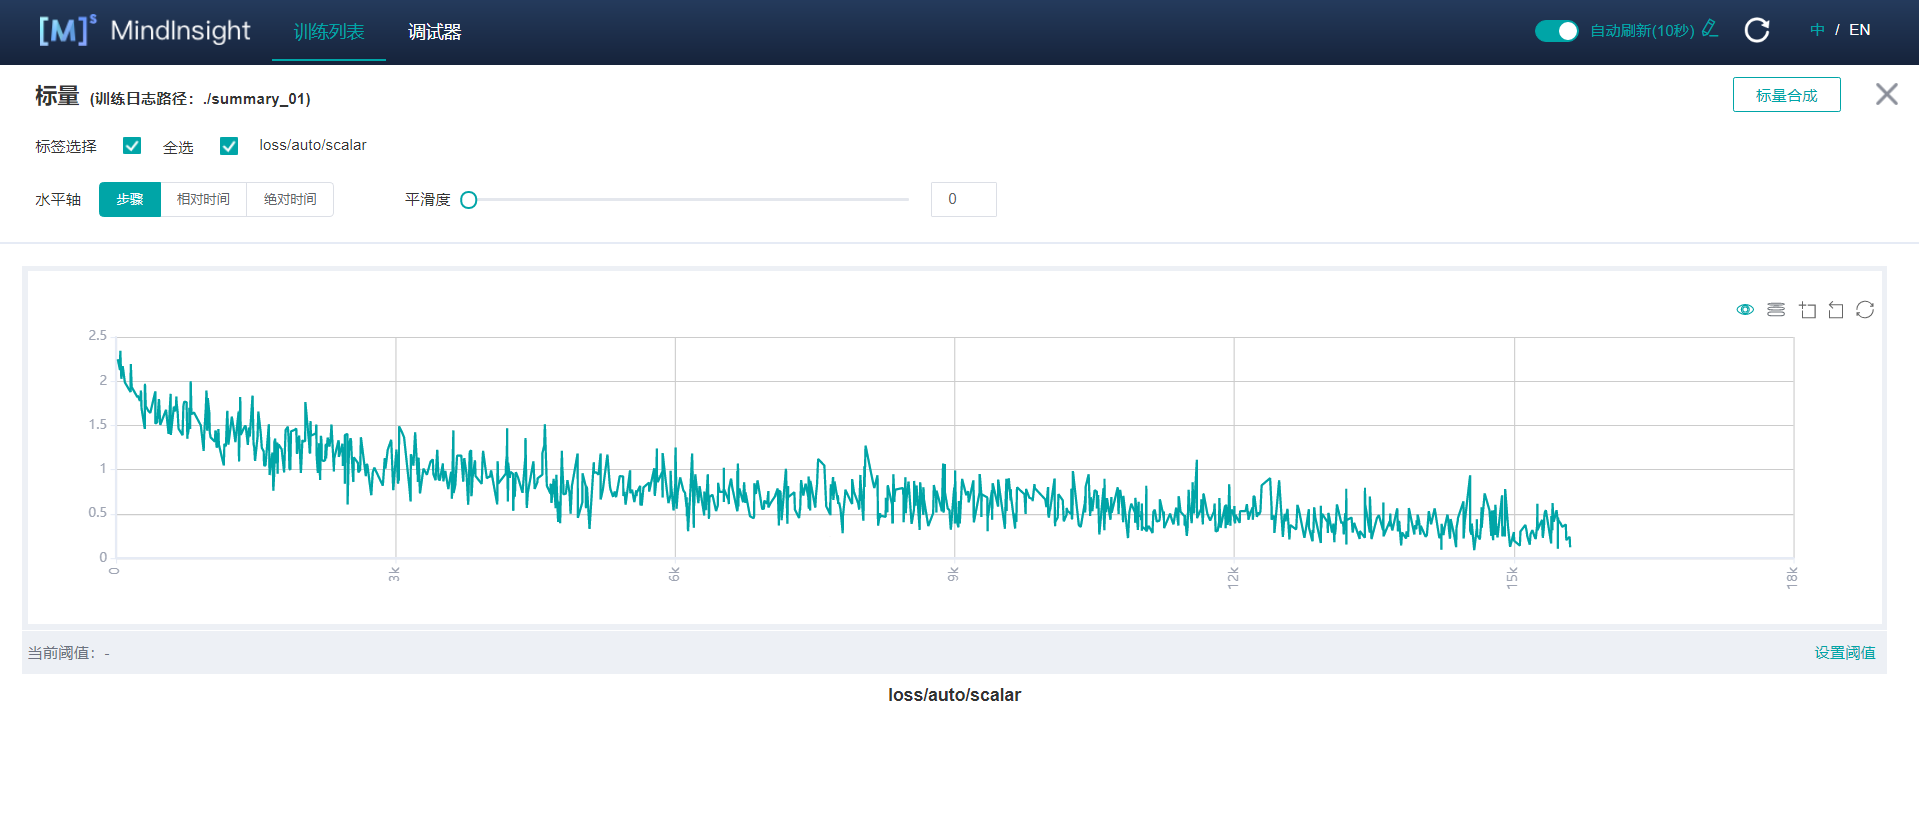 [M]s MindInsight 训练列表 调试器 自动刷新(10秒) 中 / EN
标量 (训练日志路径：./summary_01) 标量合成
标签选择 全选 loss/auto/scalar
水平轴 步骤 相对时间 绝对时间 平滑度 0
2.5
2
1.5
1
0.5
0
0 3k 6k 9k 12k 15k 18k
当前阈值：- 设置阈值
loss/auto/scalar